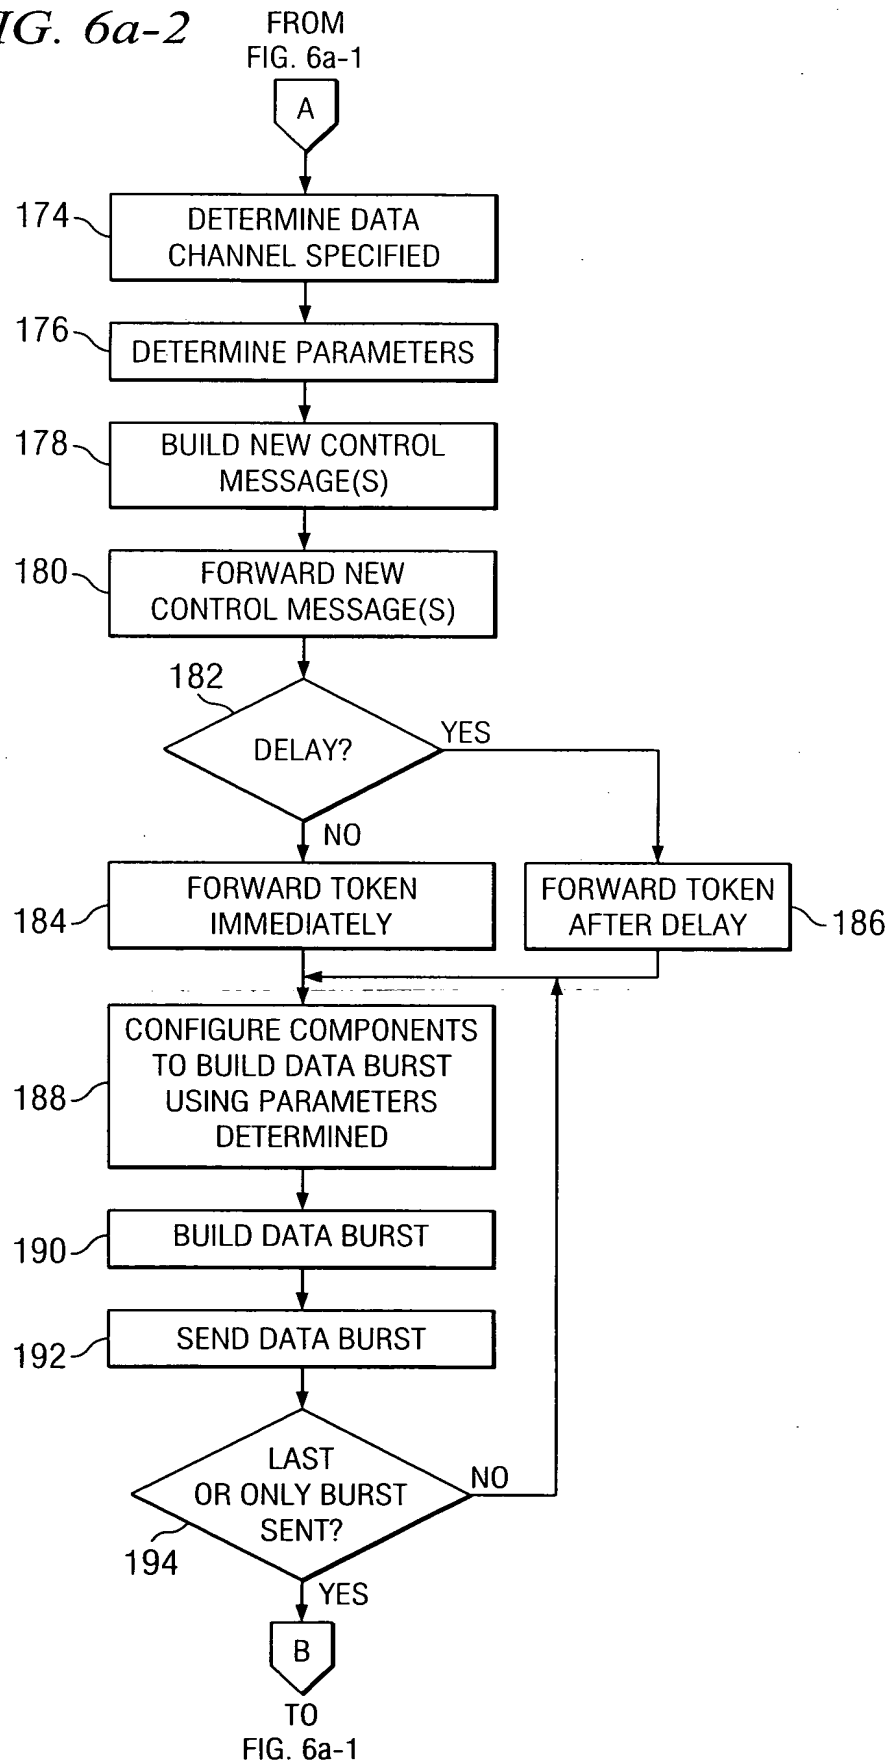 IG. 6a-2
FROM
FIG. 6a-1
A
174
DETERMINE DATA
CHANNEL SPECIFIED
176
DETERMINE PARAMETERS
178
BUILD NEW CONTROL
MESSAGE(S)
180
FORWARD NEW
CONTROL MESSAGE(S)
182
DELAY?
YES
NO
184
FORWARD TOKEN
IMMEDIATELY
FORWARD TOKEN
AFTER DELAY
186
188
CONFIGURE COMPONENTS
TO BUILD DATA BURST
USING PARAMETERS
DETERMINED
190
BUILD DATA BURST
192
SEND DATA BURST
LAST
OR ONLY BURST
SENT?
NO
194
YES
B
TO
FIG. 6a-1